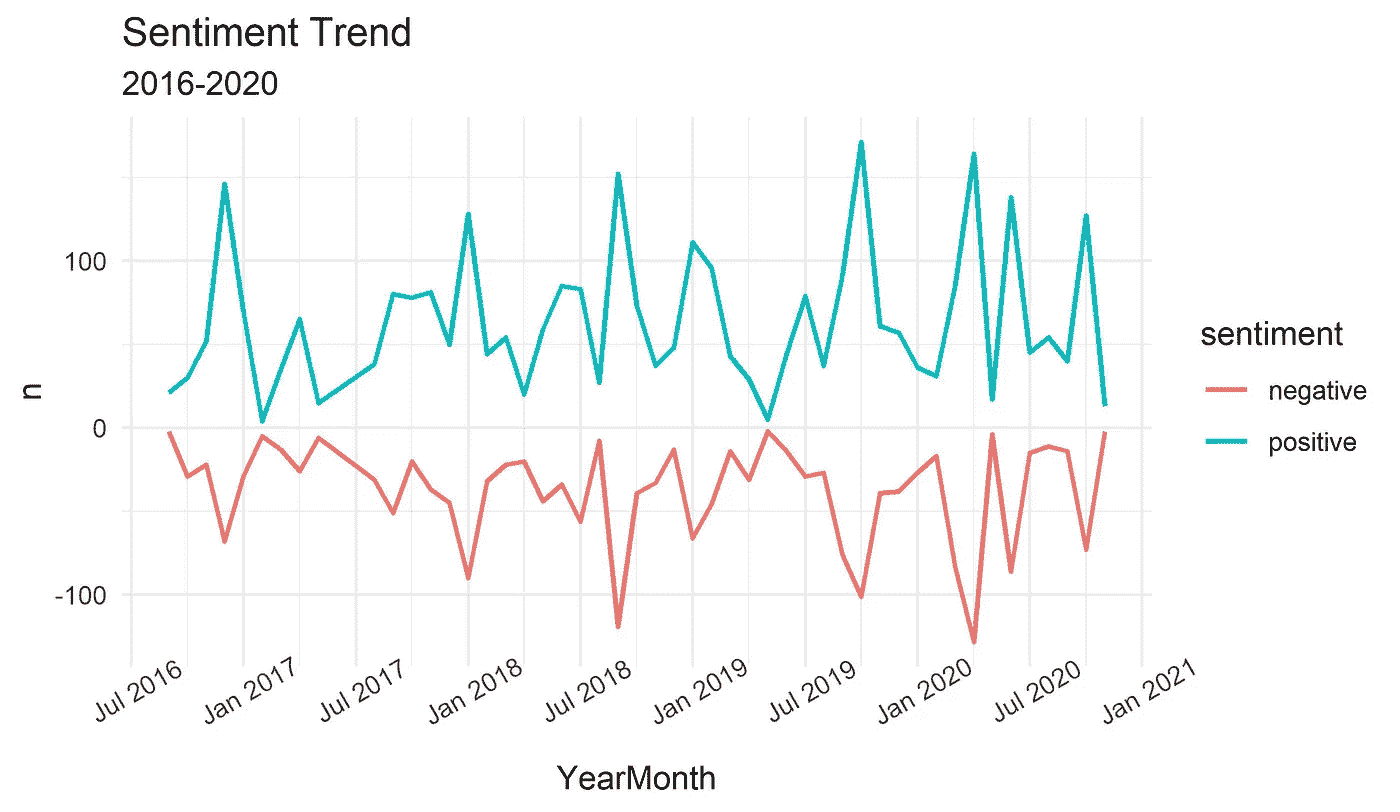 Sentiment Trend
2016-2020
n
100
0
-100
Jul 2016
Jan 2017
Jul 2017
Jan 2018
Jul 2018
Jan 2019
Jul 2019
Jan 2020
Jul 2020
Jan 2021
YearMonth
sentiment
negative
positive